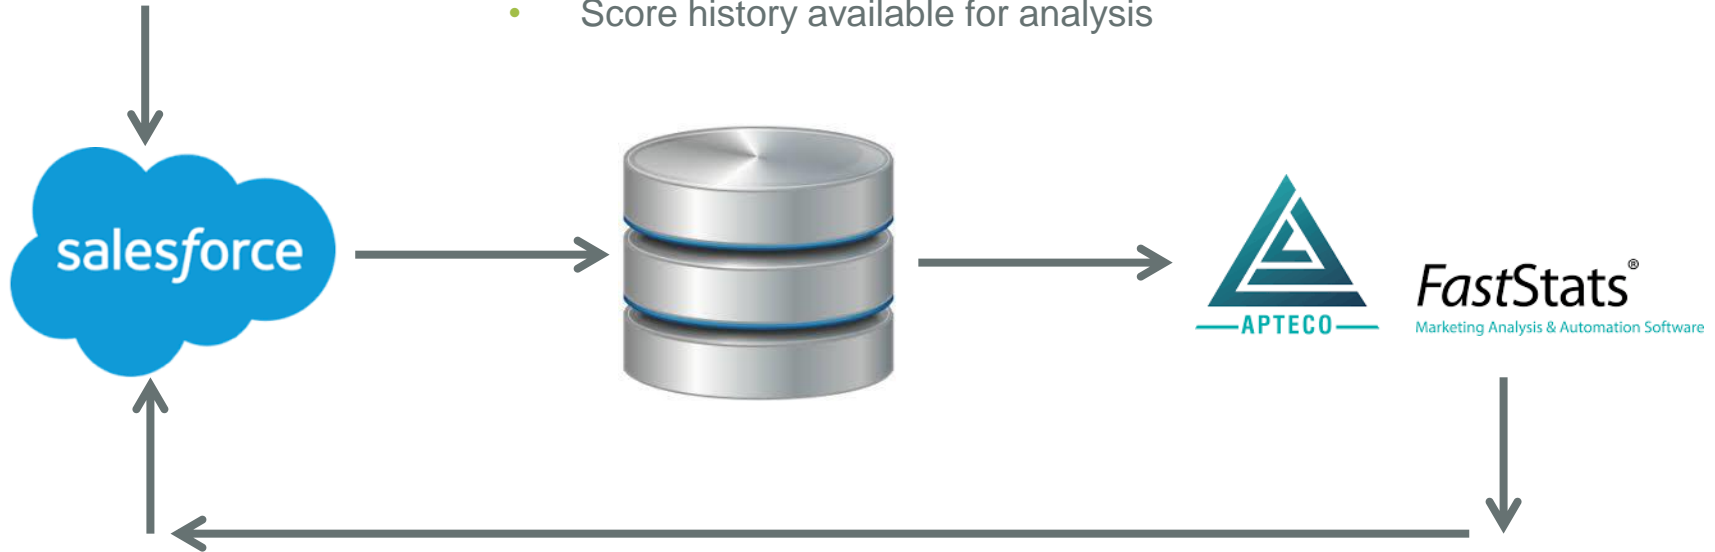 • Score history available for analysis
salesforce
APTECO
FastStats®
Marketing Analysis & Automation Software